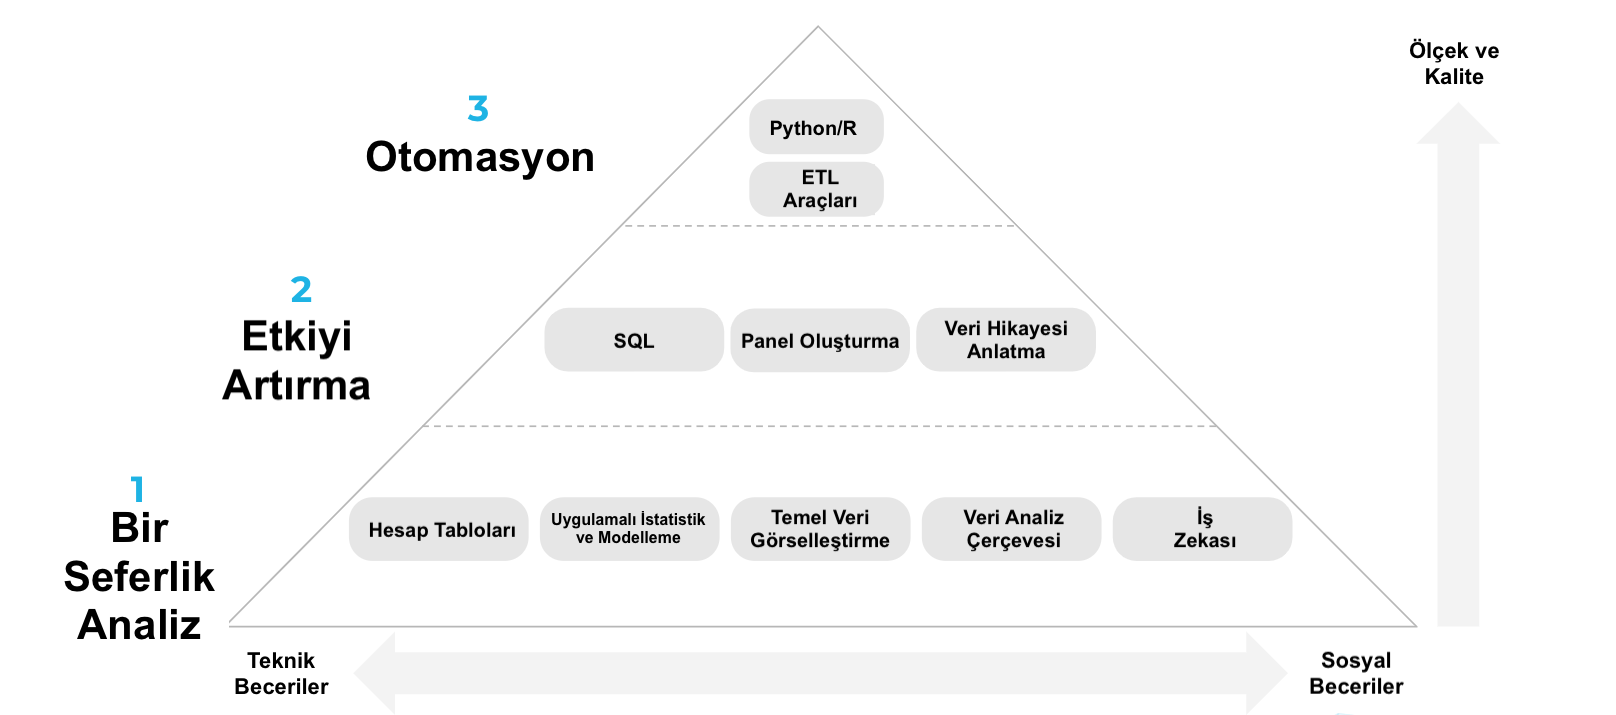 Ölçek ve
Kalite
3
Otomasyon
Python/R
ETL
Araçları
2
Etkiyi
Artırma
SQL
Panel Oluşturma
Veri Hikayesi
Anlatma
1
Bir
Seferlik
Analiz
Hesap Tabloları
Uygulamalı İstatistik
ve Modelleme
Temel Veri
Görselleştirme
Veri Analiz
Çerçevesi
İş
Zekası
Teknik
Beceriler
Sosyal
Beceriler